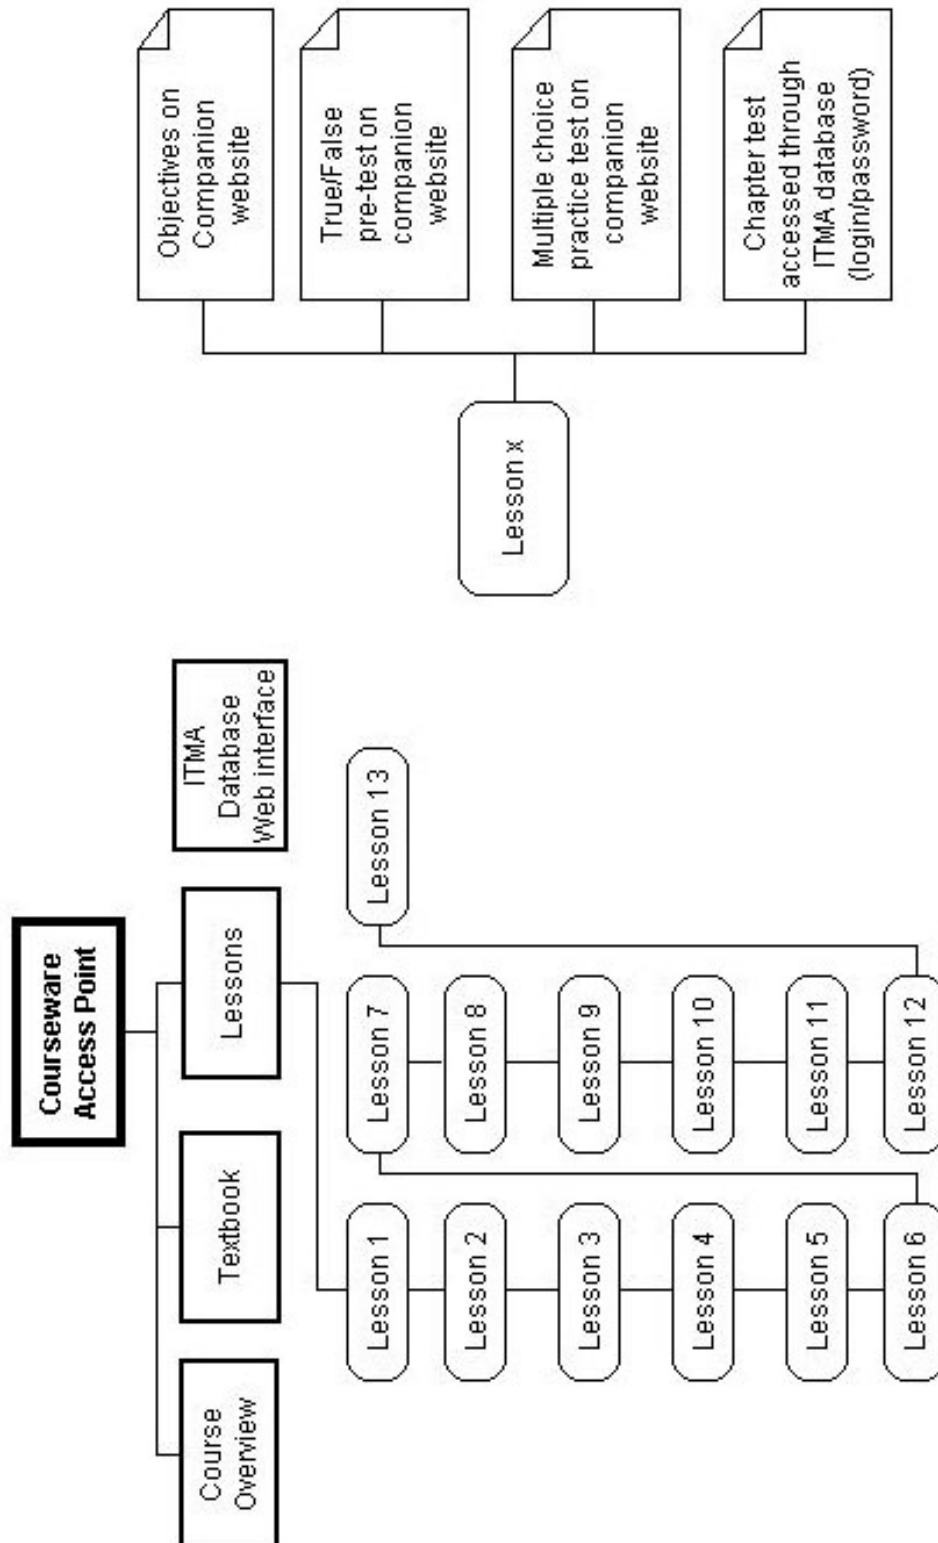 Courseware
Access Point
Course
Overview
Textbook
Lessons
ITMA
Database
Web interface
Lesson 1
Lesson 2
Lesson 3
Lesson 4
Lesson 5
Lesson 6
Lesson 7
Lesson 8
Lesson 9
Lesson 10
Lesson 11
Lesson 12
Lesson 13
Lesson x
Objectives on
Companion
website
True/False
pre-test on
companion
website
Multiple choice
practice test on
companion
website
Chapter test
accessed through
ITMA database
(login/password)